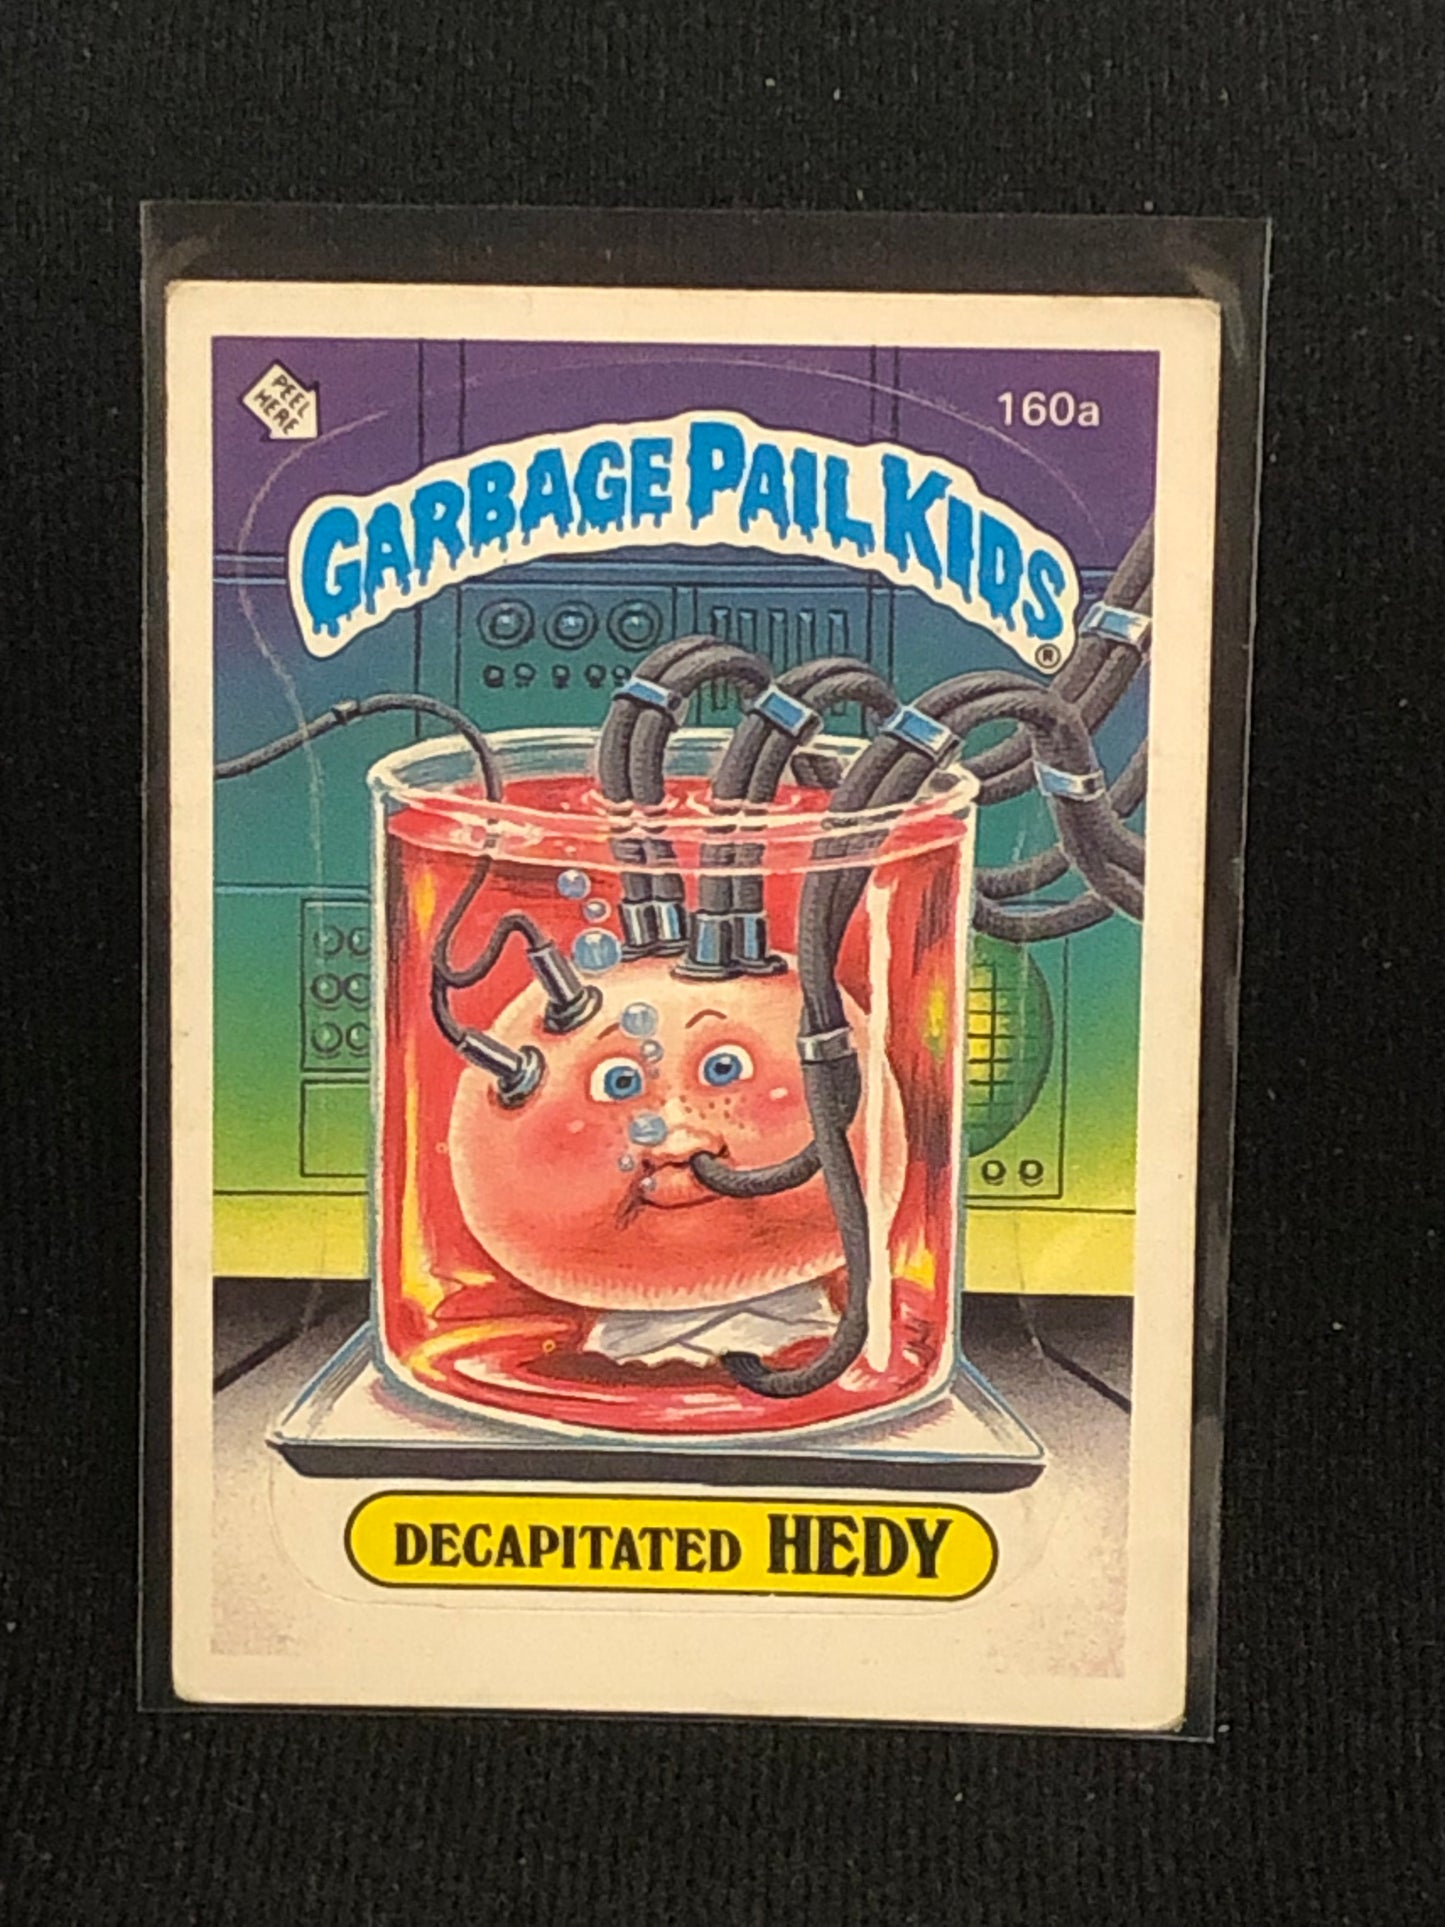 PEEL
HERE
160a
GARBAGE PAIL KIDS
®
DECAPITATED HEDY